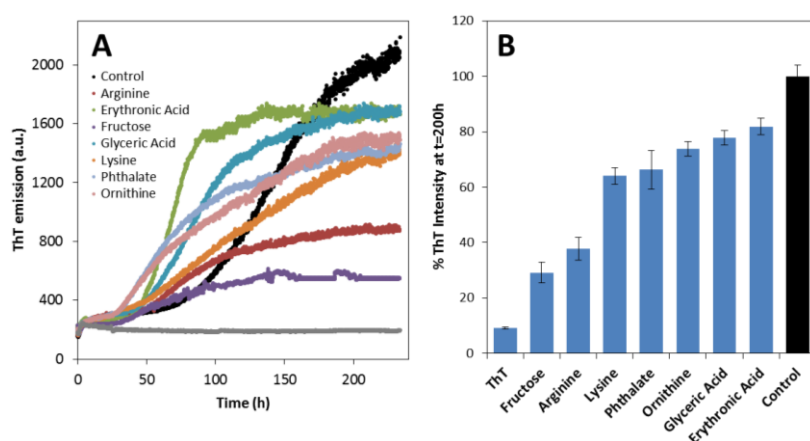 A
ThT emission (a.u.)
2000
1600
1200
800
400
0
Control
Arginine
Erythronic Acid
Fructose
Glyceric Acid
Lysine
Phthalate
Ornithine
0
50
100
150
200
Time (h)
B
% ThT Intensity at t=200h
120
100
80
60
40
20
0
ThT
Fructose
Arginine
Lysine
Phthalate
Ornithine
Glyceric Acid
Erythronic Acid
Control